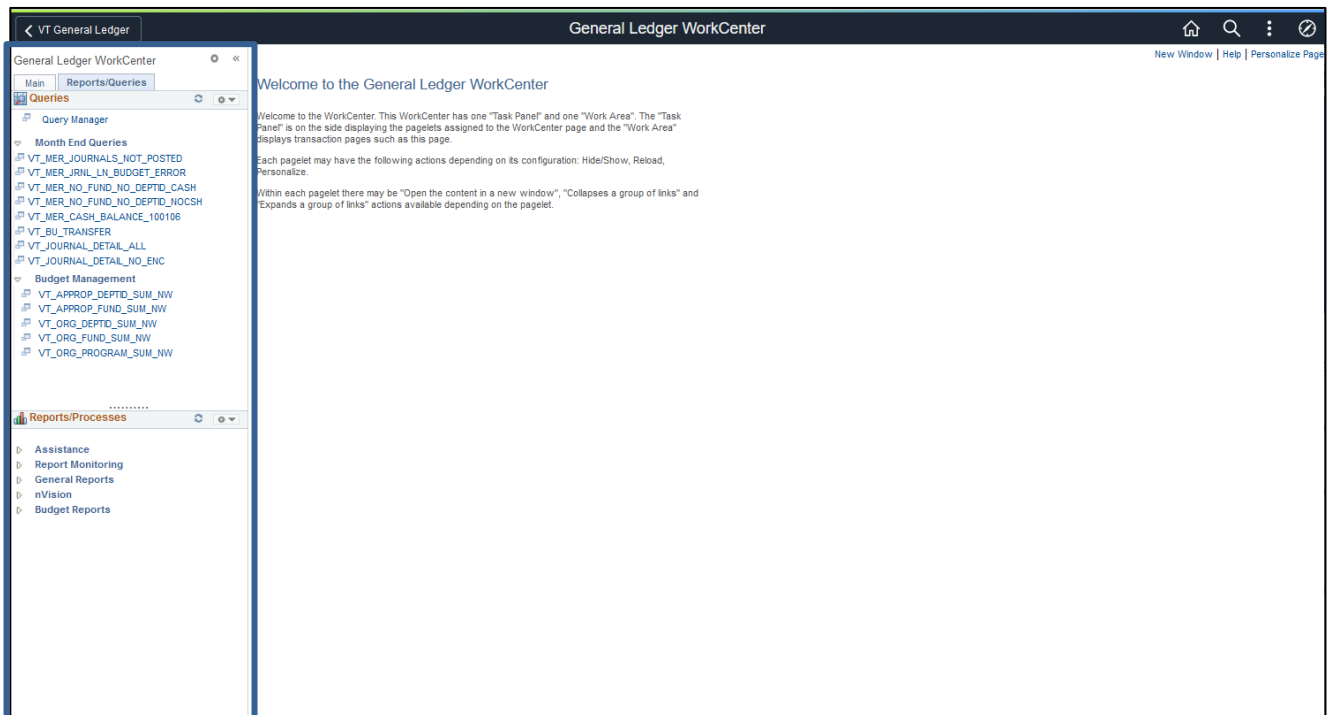 VT General Ledger
General Ledger WorkCenter
New Window | Help | Personalize Page
General Ledger WorkCenter
Main
Reports/Queries
Queries
Query Manager
Month End Queries
VT_MER_JOURNALS_NOT_POSTED
VT_MER_JRNL_LN_BUDGET_ERROR
VT_MER_NO_FUND_NO_DEPTID_CASH
VT_MER_NO_FUND_NO_DEPTID_NOCSH
VT_MER_CASH_BALANCE_100106
VT_BU_TRANSFER
VT_JOURNAL_DETAIL_ALL
VT_JOURNAL_DETAIL_NO_ENC
Budget Management
VT_APPROP_DEPTID_SUM_NW
VT_APPROP_FUND_SUM_NW
VT_ORG_DEPTID_SUM_NW
VT_ORG_FUND_SUM_NW
VT_ORG_PROGRAM_SUM_NW
Reports/Processes
Assistance
Report Monitoring
General Reports
nVision
Budget Reports
Welcome to the General Ledger WorkCenter
Welcome to the WorkCenter. This WorkCenter has one "Task Panel" and one "Work Area". The "Task
Panel" is on the side displaying the pagelets assigned to the WorkCenter page and the "Work Area"
displays transaction pages such as this page.
Each pagelet may have the following actions depending on its configuration: Hide/Show, Reload,
Personalize.
Within each pagelet there may be "Open the content in a new window", "Collapses a group of links" and
"Expands a group of links" actions available depending on the pagelet.